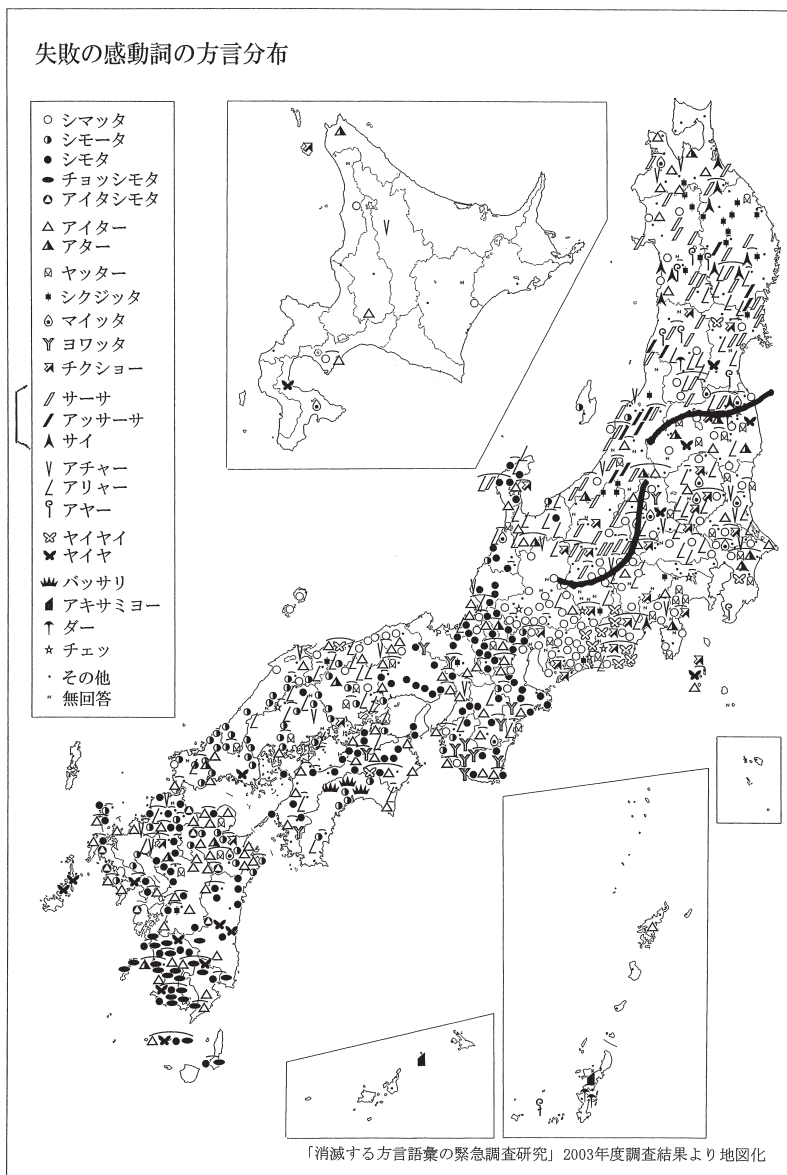 失敗の感動詞の方言分布
シマッタ
シモータ
シモタ
チョッシモタ
アイタシモタ
アイター
アター
ヤッター
シクジッタ
マイッタ
ヨワッタ
チクショー
サーサ
アッサーサ
サイ
アチャー
アリャー
アヤー
ヤイヤイ
ヤイヤ
バッサリ
アキサミヨー
ダー
チェッ
その他
無回答
「消滅する方言語彙の緊急調査研究」2003年度調査結果より地図化